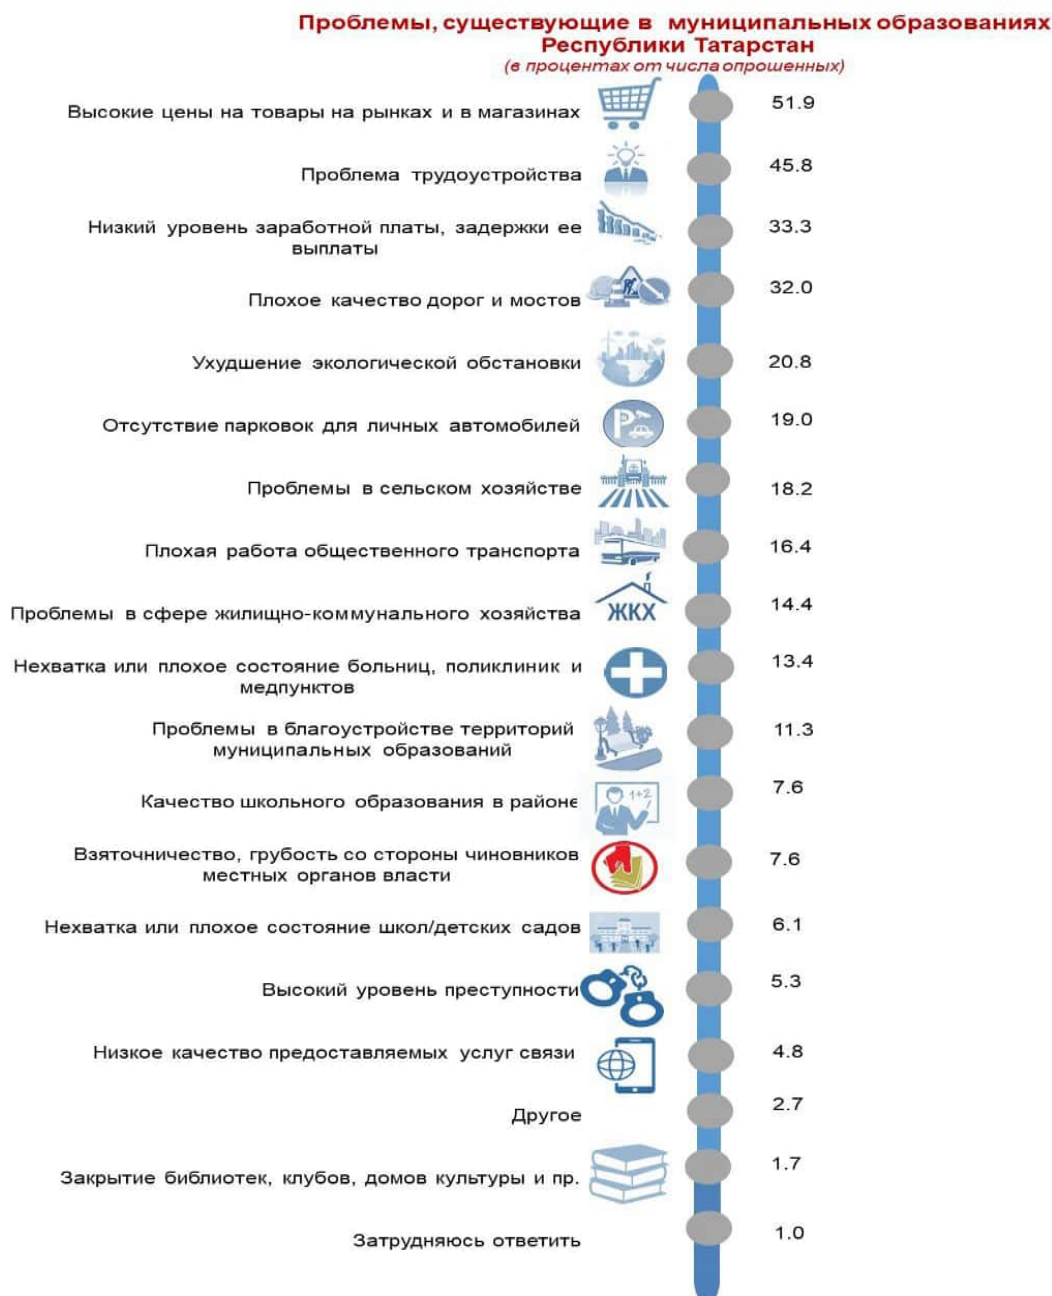 Проблемы, существующие в муниципальных образованиях
Республики Татарстан
(в процентах от числа опрошенных)
Высокие цены на товары на рынках и в магазинах 51.9
Проблема трудоустройства 45.8
Низкий уровень заработной платы, задержки ее
выплаты 33.3
Плохое качество дорог и мостов 32.0
Ухудшение экологической обстановки 20.8
Отсутствие парковок для личных автомобилей P 19.0
Проблемы в сельском хозяйстве 18.2
Плохая работа общественного транспорта 16.4
Проблемы в сфере жилищно-коммунального хозяйства ЖКХ 14.4
Нехватка или плохое состояние больниц, поликлиник и
медпунктов 13.4
Проблемы в благоустройстве территорий
муниципальных образований 11.3
Качество школьного образования в районе 1+2 7.6
Взяточничество, грубость со стороны чиновников
местных органов власти 7.6
Нехватка или плохое состояние школ/детских садов 6.1
Высокий уровень преступности 5.3
Низкое качество предоставляемых услуг связи 4.8
Другое 2.7
Закрытие библиотек, клубов, домов культуры и пр. 1.7
Затрудняюсь ответить 1.0